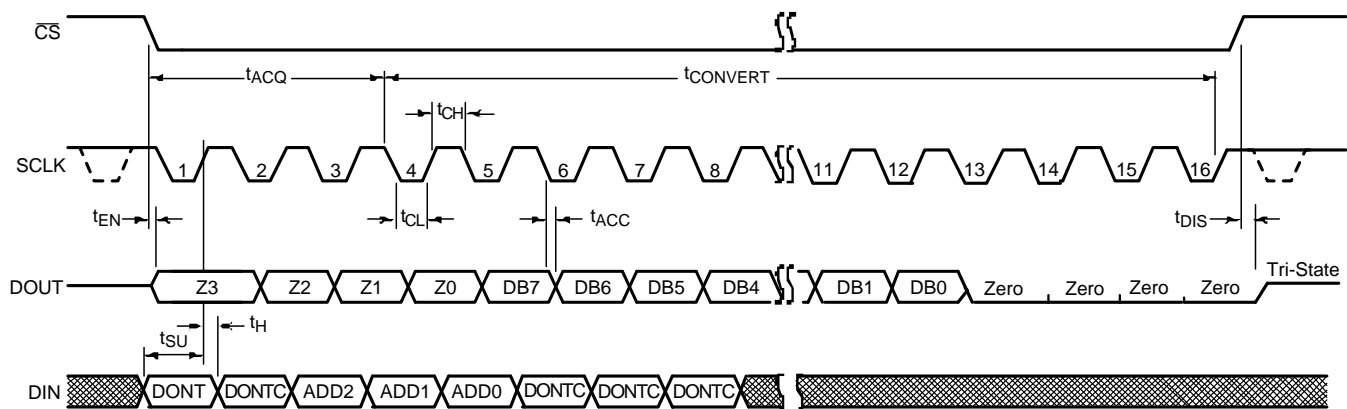 CS
tACQ
tCONVERT
tCH
SCLK
1 2 3 4 5 6 7 8 11 12 13 14 15 16
tEN
tCL
tACC
tDIS
Tri-State
DOUT
Z3 Z2 Z1 Z0 DB7 DB6 DB5 DB4 DB1 DB0 Zero Zero Zero Zero
tSU
tH
DIN
DONT DONTC ADD2 ADD1 ADD0 DONTC DONTC DONTC